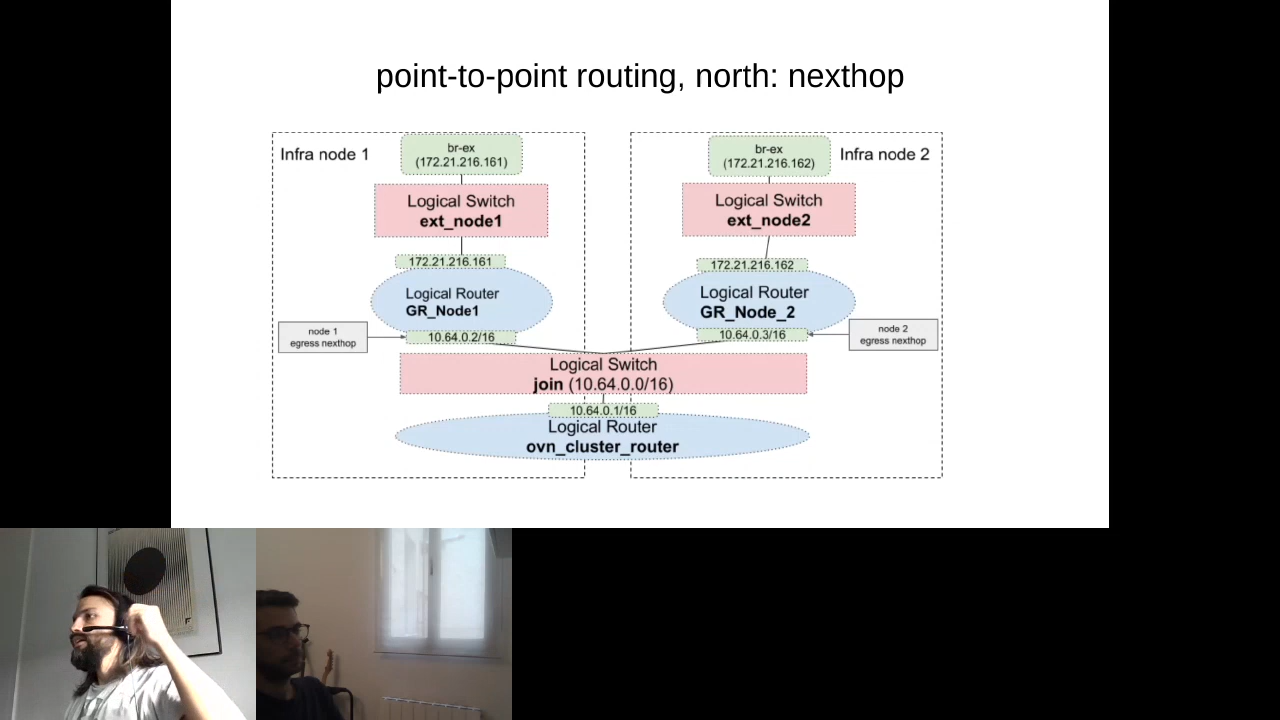 point-to-point routing, north: nexthop
Infra node 1
br-ex
(172.21.216.161)
Logical Switch
ext_node1
172.21.216.161
Logical Router
GR_Node1
node 1
egress nexthop
10.64.0.2/16
br-ex
(172.21.216.162)
Infra node 2
Logical Switch
ext_node2
172.21.216.162
Logical Router
GR_Node_2
10.64.0.3/16
node 2
egress nexthop
Logical Switch
join (10.64.0.0/16)
10.64.0.1/16
Logical Router
ovn_cluster_router